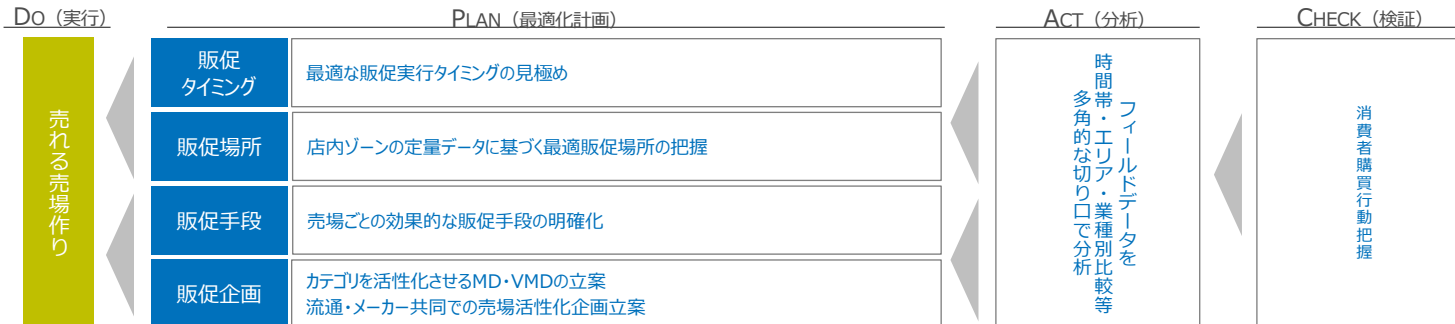 DO（実行）
PLAN（最適化計画）
ACT（分析）
CHECK（検証）
売れる売場作り
販促
タイミング
最適な販促実行タイミングの見極め
販促場所
店内ゾーンの定量データに基づく最適販促場所の把握
販促手段
売場ごとの効果的な販促手段の明確化
販促企画
カテゴリを活性化させるMD・VMDの立案
流通・メーカー共同での売場活性化企画立案
フィールドデータを
時間帯・エリア・業種別比較等
多角的な切り口で分析
消費者購買行動把握